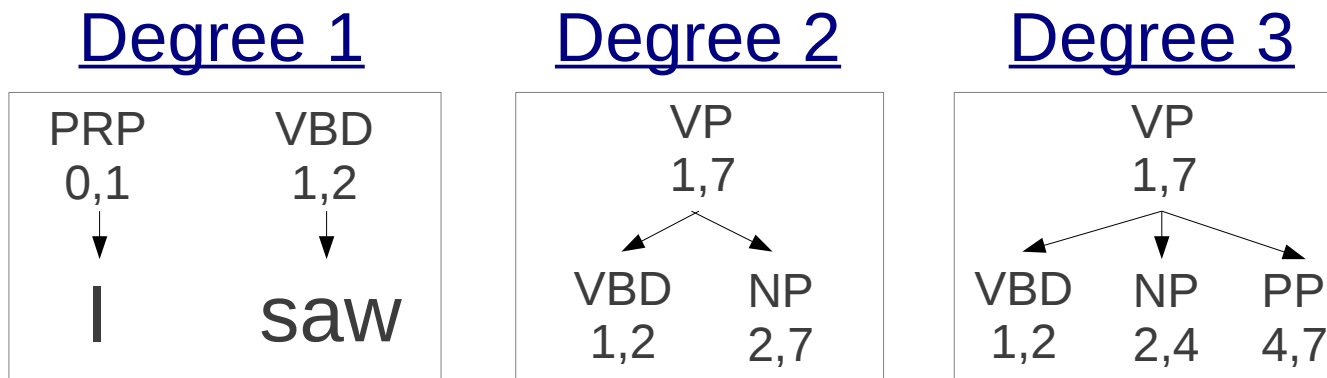 Degree 1 Degree 2 Degree 3
PRP VBD VP VP
0,1 1,2 1,7 1,7
VBD NP VBD NP PP
I saw 1,2 2,7 1,2 2,4 4,7